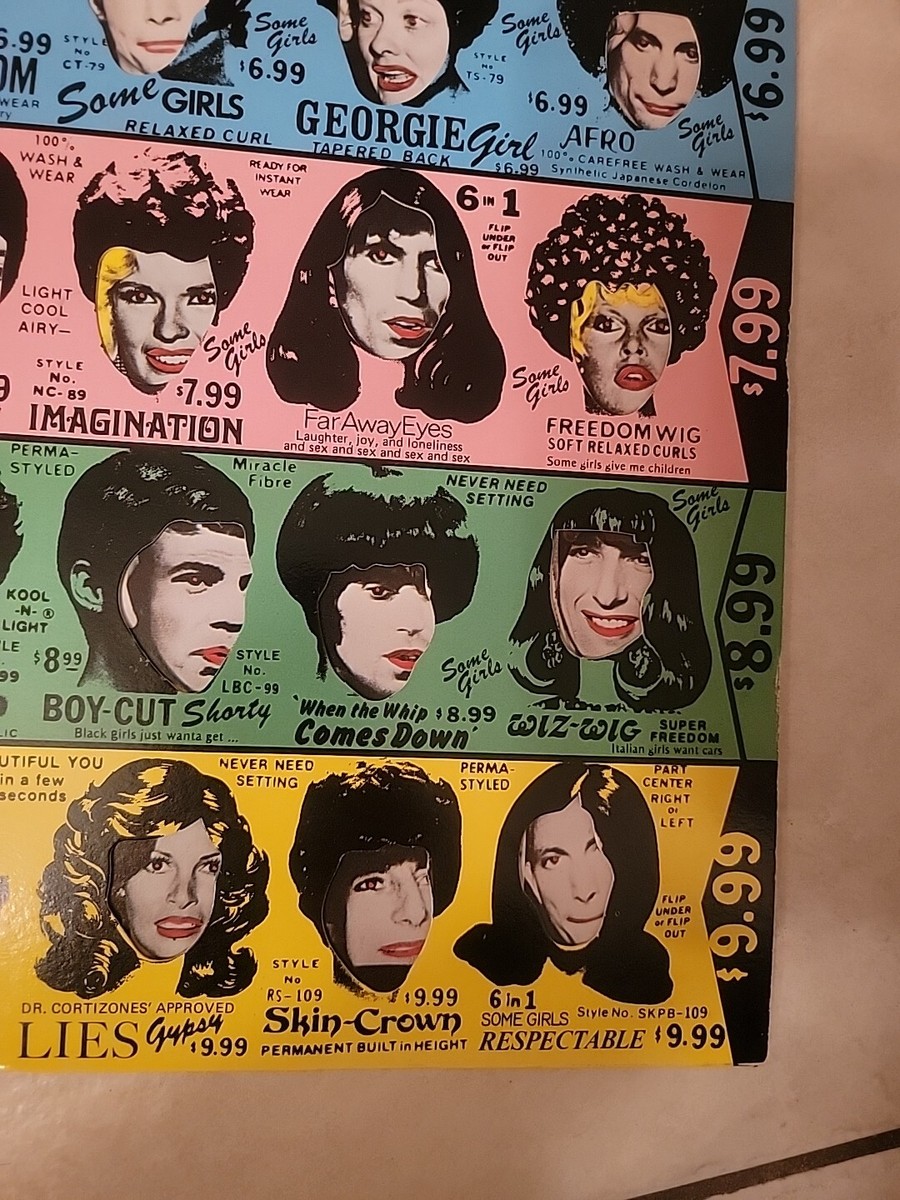 6.99
STYLE
No
CT-79
Some
Girls
$6.99
STYLE
No
TS-79
Some
Girls
$6.99
$6.99
OM
WEAR
ry
Some GIRLS
RELAXED CURL
GEORGIE Girl
TAPERED BACK
$6.99
AFRO
100% CAREFREE WASH & WEAR
Synthetic Japanese Cordelon
Some
Girls
100%
WASH &
WEAR
READY FOR
INSTANT
WEAR
6 IN 1
FLIP
UNDER
or FLIP
OUT
LIGHT
COOL
AIRY—
STYLE
No.
NC-89
9
Some
Girls
$7.99
IMAGINATION
Far Away Eyes
Laughter, joy, and loneliness
and sex and sex and sex and sex
Some
Girls
FREEDOM WIG
SOFT RELAXED CURLS
Some girls give me children
$7.99
PERMA-
STYLED
Miracle
Fibre
NEVER NEED
SETTING
Some
Girls
KOOL
-N- ®
LIGHT
LE
99
$8 99
STYLE
No.
LBC-99
BOY-CUT Shorty
Black girls just wanta get ...
LIC
Some
Girls
'When the Whip $8.99
Comes Down'
WIZ-WIG
SUPER
FREEDOM
Italian girls want cars
$8.99
UTIFUL YOU
in a few
seconds
NEVER NEED
SETTING
PERMA-
STYLED
PART
CENTER
RIGHT
or
LEFT
FLIP
UNDER
or FLIP
OUT
DR. CORTIZONES' APPROVED
LIES Gypsy
$9.99
STYLE
No
RS-109
$9.99
Skin-Crown
PERMANENT BUILT in HEIGHT
6 in 1
SOME GIRLS
Style No. SKPB-109
RESPECTABLE $9.99
$9.99